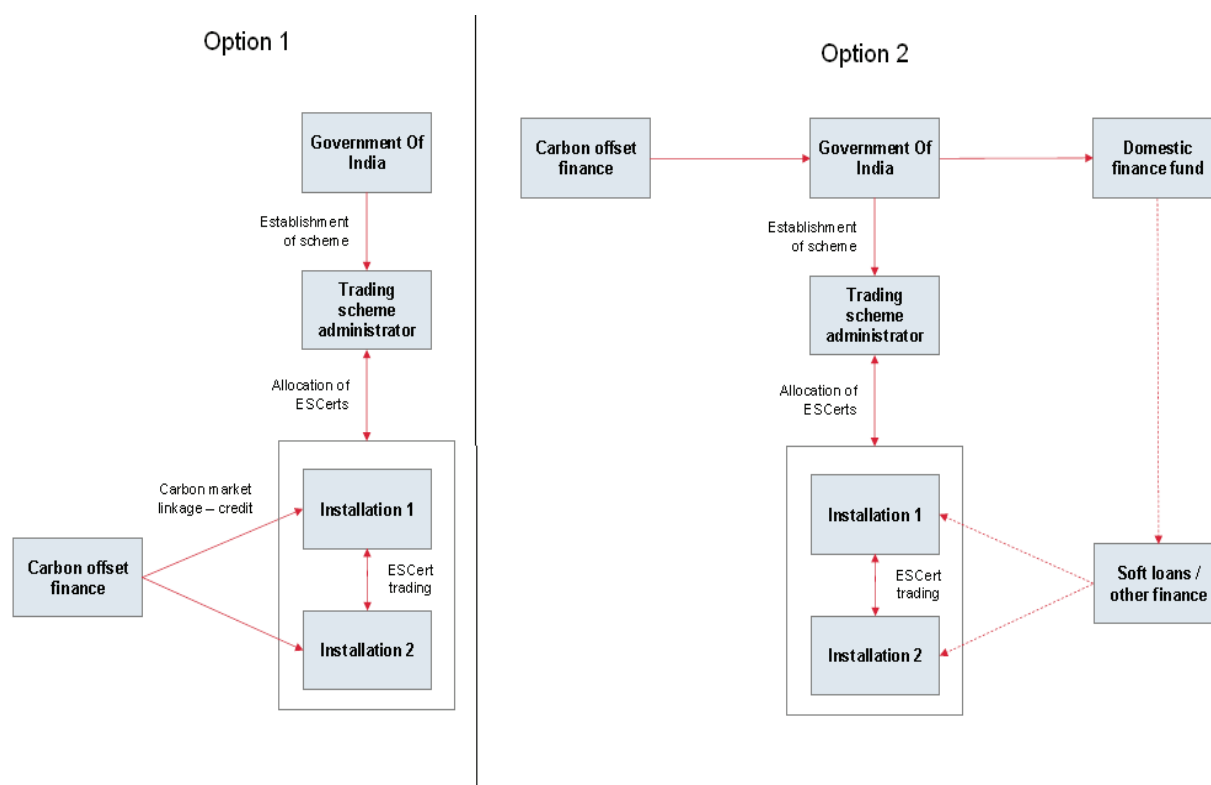 Option 1
Government Of
India
Establishment
of scheme
Trading
scheme
administrator
Allocation of
ESCerts
Carbon market
linkage – credit
Installation 1
Carbon offset
finance
ESCert
trading
Installation 2
Option 2
Carbon offset
finance
Government Of
India
Domestic
finance fund
Establishment
of scheme
Trading
scheme
administrator
Allocation of
ESCerts
Installation 1
ESCert
trading
Soft loans /
other finance
Installation 2